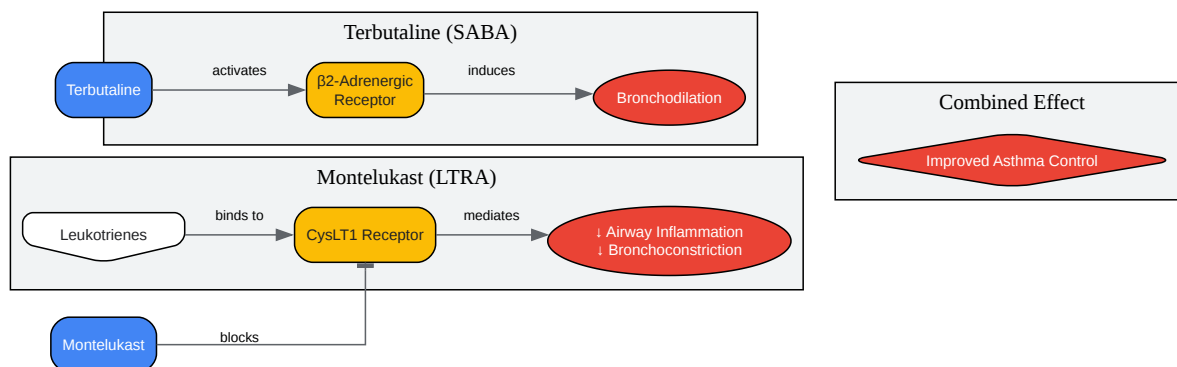 Terbutaline (SABA)
Terbutaline
activates
β2-Adrenergic
Receptor
induces
Bronchodilation
Combined Effect
Improved Asthma Control
Montelukast (LTRA)
Leukotrienes
binds to
CysLT1 Receptor
mediates
↓ Airway Inflammation
↓ Bronchoconstriction
Montelukast
blocks